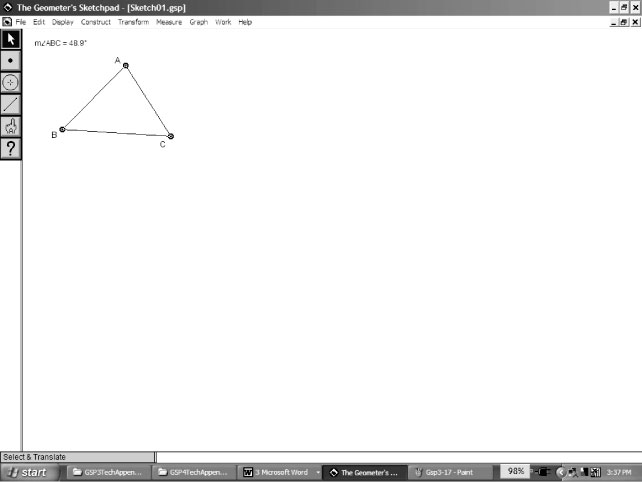 The Geometer's Sketchpad - [Sketch01.gsp]
File Edit Display Construct Transform Measure Graph Work Help
m∠ABC = 48.9°
A
B
C
A
?
Select & Translate
start GSP3TechAppen... GSP4TechAppen... 3 Microsoft Word The Geometer's ... Gsp3-17 - Paint 98% 3:37 PM